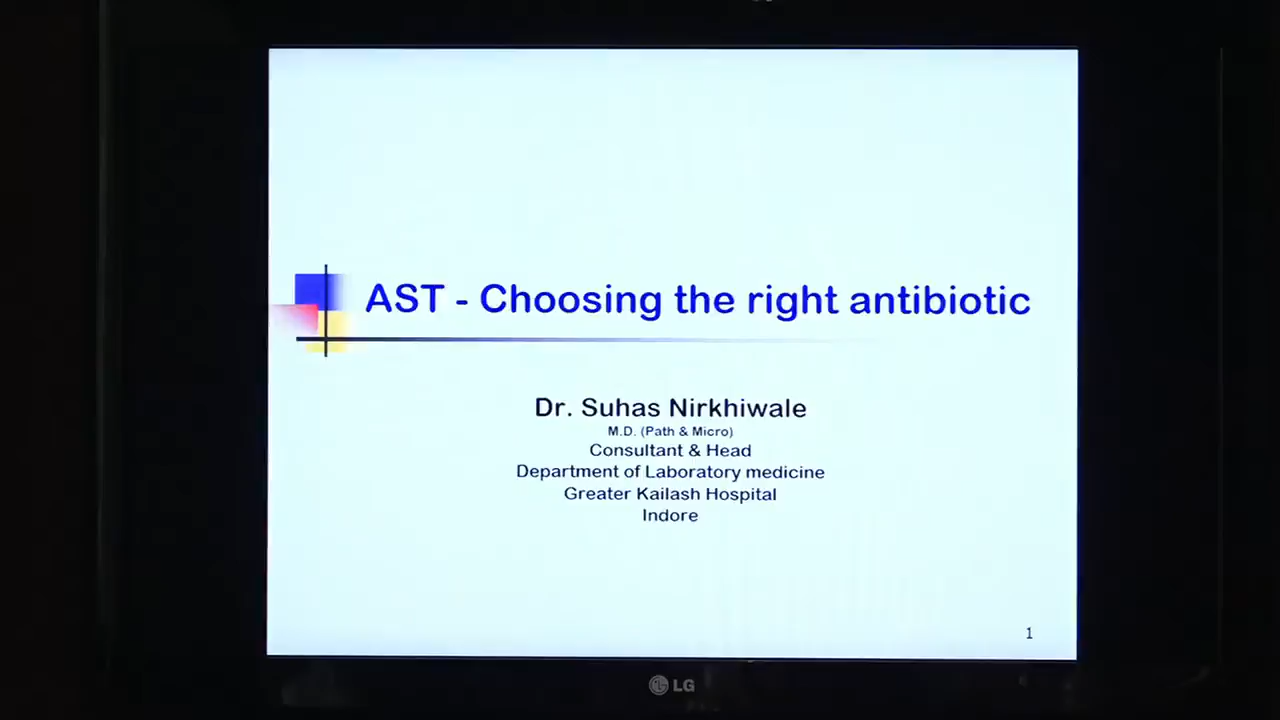 AST - Choosing the right antibiotic
Dr. Suhas Nirkhiwale
M.D. (Path & Micro)
Consultant & Head
Department of Laboratory medicine
Greater Kailash Hospital
Indore
1
LG